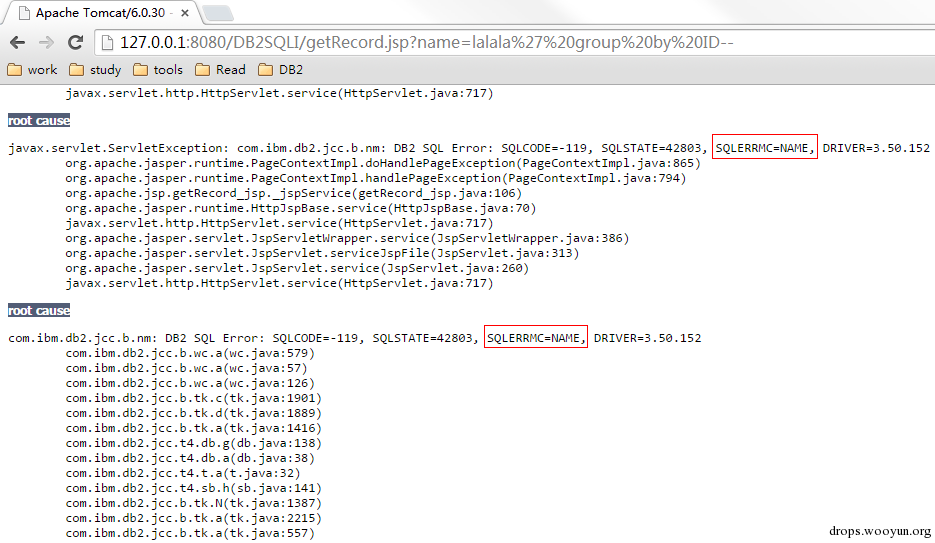 Apache Tomcat/6.0.30 -
127.0.0.1:8080/DB2SQLI/getRecord.jsp?name=lalala%27%20group%20by%20ID--
work study tools Read DB2
javax.servlet.http.HttpServlet.service(HttpServlet.java:717)
root cause
javax.servlet.ServletException: com.ibm.db2.jcc.b.nm: DB2 SQL Error: SQLCODE=-119, SQLSTATE=42803, SQLERRMC=NAME, DRIVER=3.50.152
org.apache.jasper.runtime.PageContextImpl.doHandlePageException(PageContextImpl.java:865)
org.apache.jasper.runtime.PageContextImpl.handlePageException(PageContextImpl.java:794)
org.apache.jsp.getRecord_jsp._jspService(getRecord_jsp.java:106)
org.apache.jasper.runtime.HttpJspBase.service(HttpJspBase.java:70)
javax.servlet.http.HttpServlet.service(HttpServlet.java:717)
org.apache.jasper.servlet.JspServletWrapper.service(JspServletWrapper.java:386)
org.apache.jasper.servlet.JspServlet.serviceJspFile(JspServlet.java:313)
org.apache.jasper.servlet.JspServlet.service(JspServlet.java:260)
javax.servlet.http.HttpServlet.service(HttpServlet.java:717)
root cause
com.ibm.db2.jcc.b.nm: DB2 SQL Error: SQLCODE=-119, SQLSTATE=42803, SQLERRMC=NAME, DRIVER=3.50.152
com.ibm.db2.jcc.b.wc.a(wc.java:579)
com.ibm.db2.jcc.b.wc.a(wc.java:57)
com.ibm.db2.jcc.b.wc.a(wc.java:126)
com.ibm.db2.jcc.b.tk.c(tk.java:1901)
com.ibm.db2.jcc.b.tk.d(tk.java:1889)
com.ibm.db2.jcc.b.tk.a(tk.java:1416)
com.ibm.db2.jcc.t4.db.g(db.java:138)
com.ibm.db2.jcc.t4.db.a(db.java:38)
com.ibm.db2.jcc.t4.t.a(t.java:32)
com.ibm.db2.jcc.t4.sb.h(sb.java:141)
com.ibm.db2.jcc.b.tk.N(tk.java:1387)
com.ibm.db2.jcc.b.tk.a(tk.java:2215)
com.ibm.db2.jcc.b.tk.a(tk.java:557)
drops.wooyun.org